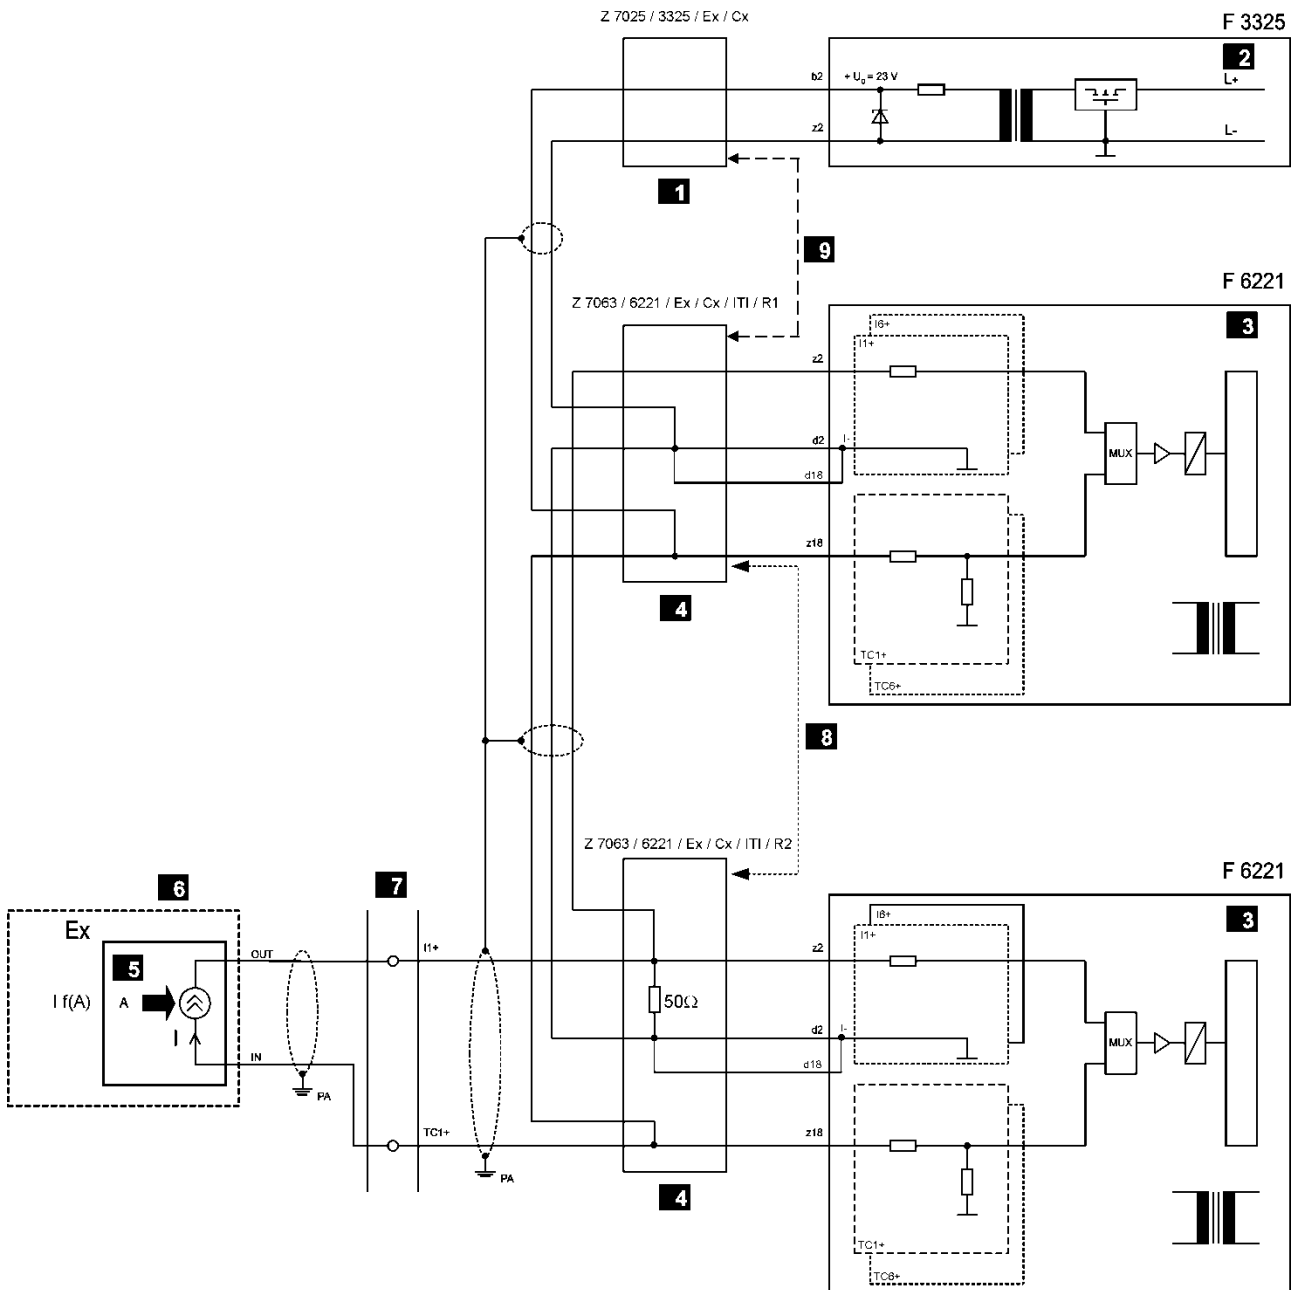 Z 7025 / 3325 / Ex / Cx
F 3325
2
b2
+ U₀ = 23 V
L+
z2
L-
1
9
F 6221
Z 7063 / 6221 / Ex / Cx / ITI / R1
3
I6+
I1+
z2
d2
I-
MUX
d18
z18
4
TC1+
TC6+
8
Z 7063 / 6221 / Ex / Cx / ITI / R2
F 6221
6
7
3
Ex
I6+
I1+
OUT
I1+
z2
5
I f(A)
A
50Ω
I
d2
I-
MUX
IN
d18
PA
TC1+
z18
PA
4
TC1+
TC6+